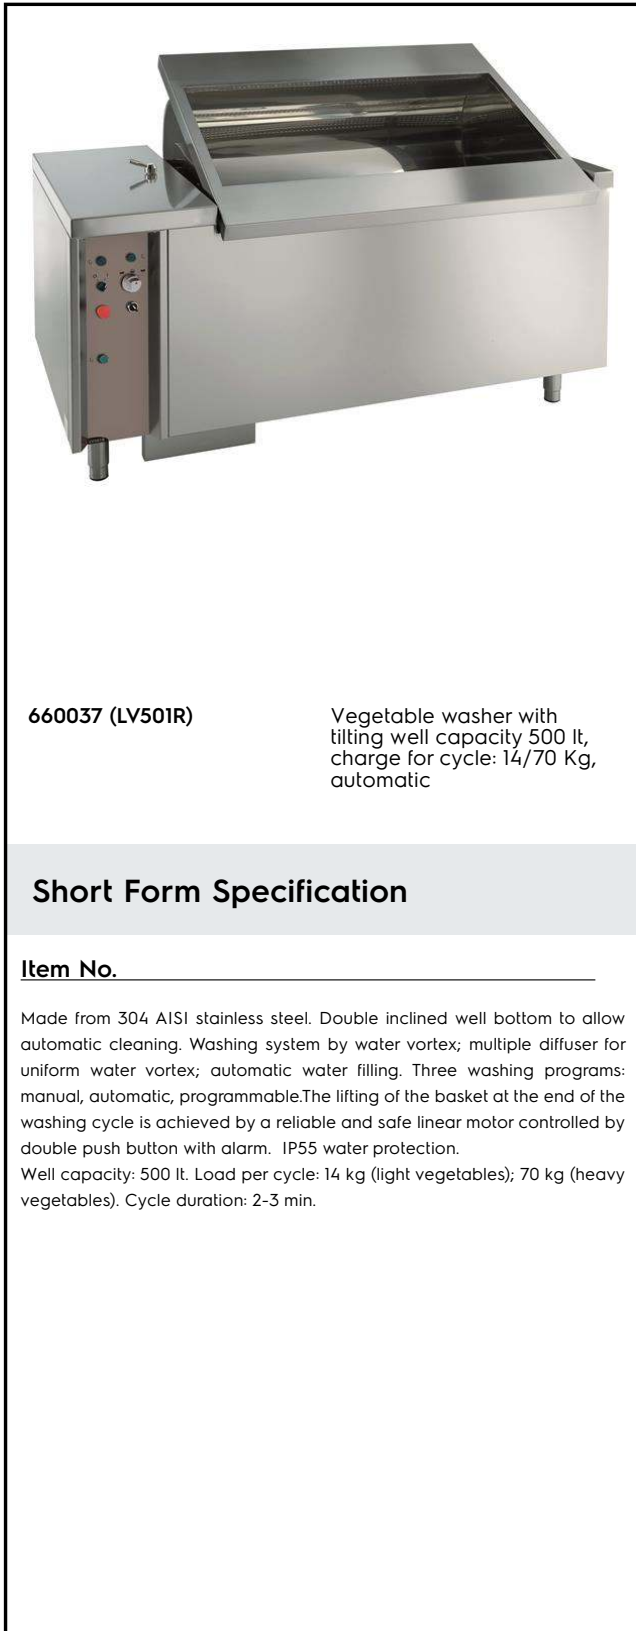 660037 (LV501R)
Vegetable washer with
tilting well capacity 500 lt,
charge for cycle: 14/70 Kg,
automatic
Short Form Specification
Item No.
Made from 304 AISI stainless steel. Double inclined well bottom to allow
automatic cleaning. Washing system by water vortex; multiple diffuser for
uniform water vortex; automatic water filling. Three washing programs:
manual, automatic, programmable.The lifting of the basket at the end of the
washing cycle is achieved by a reliable and safe linear motor controlled by
double push button with alarm.  IP55 water protection.
Well capacity: 500 lt. Load per cycle: 14 kg (light vegetables); 70 kg (heavy
vegetables). Cycle duration: 2-3 min.